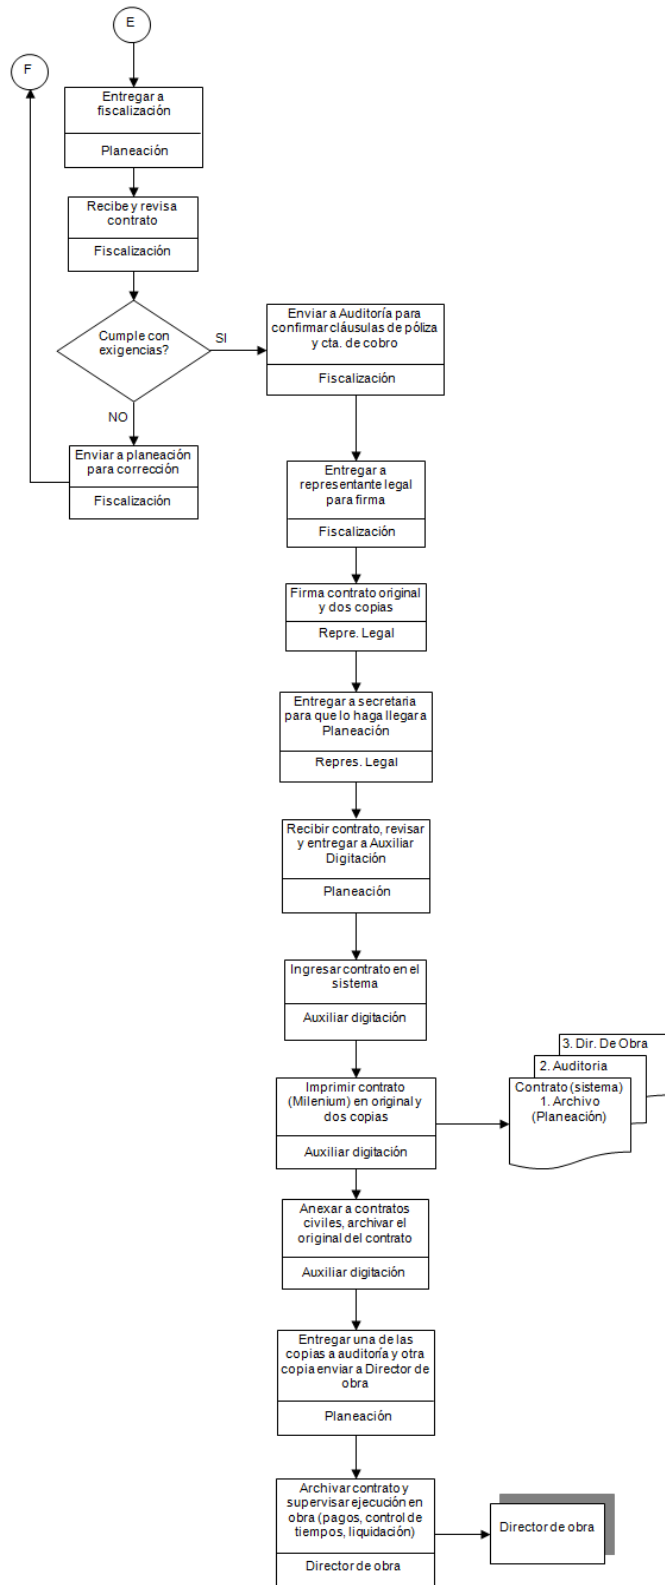 E
F
Entregar a
fiscalización
Planeación
Recibe y revisa
contrato
Fiscalización
Cumple con
exigencias?
SI
NO
Enviar a Auditoría para
confirmar cláusulas de póliza
y cta. de cobro
Fiscalización
Enviar a planeación
para corrección
Fiscalización
Entregar a
representante legal
para firma
Fiscalización
Firma contrato original
y dos copias
Repre. Legal
Entregar a secretaria
para que lo haga llegar a
Planeación
Repres. Legal
Recibir contrato, revisar
y entregar a Auxiliar
Digitación
Planeación
Ingresar contrato en el
sistema
Auxiliar digitación
Imprimir contrato
(Milenium) en original y
dos copias
Auxiliar digitación
3. Dir. De Obra
2. Auditoria
Contrato (sistema)
1. Archivo
(Planeación)
Anexar a contratos
civiles, archivar el
original del contrato
Auxiliar digitación
Entregar una de las
copias a auditoría y otra
copia enviar a Director de
obra
Planeación
Archivar contrato y
supervisar ejecución en
obra (pagos, control de
tiempos, liquidación)
Director de obra
Director de obra